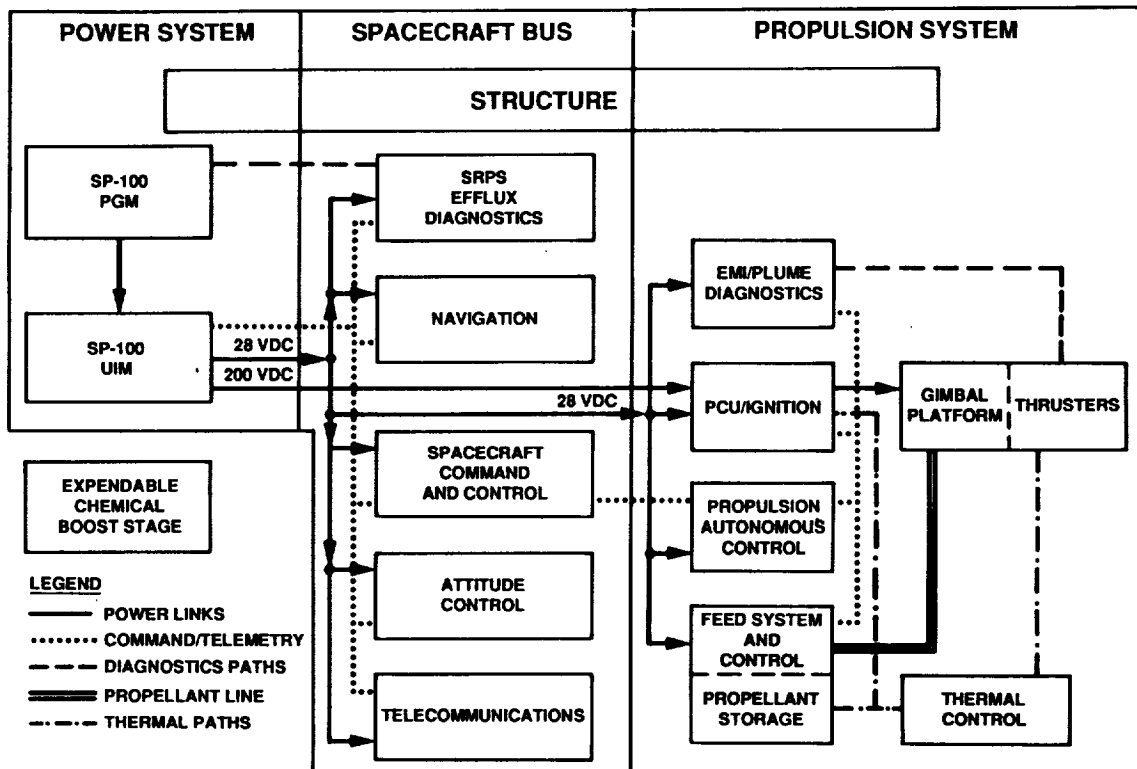 POWER SYSTEM
SPACECRAFT BUS
PROPULSION SYSTEM
STRUCTURE
SP-100
PGM
SRPS
EFFLUX
DIAGNOSTICS
EMI/PLUME
DIAGNOSTICS
NAVIGATION
SP-100
UIM
28 VDC
200 VDC
28 VDC
PCU/IGNITION
GIMBAL
PLATFORM
THRUSTERS
SPACECRAFT
COMMAND
AND CONTROL
EXPENDABLE
CHEMICAL
BOOST STAGE
PROPULSION
AUTONOMOUS
CONTROL
ATTITUDE
CONTROL
FEED SYSTEM
AND
CONTROL
PROPELLANT
STORAGE
THERMAL
CONTROL
TELECOMMUNICATIONS
LEGEND
POWER LINKS
COMMAND/TELEMETRY
DIAGNOSTICS PATHS
PROPELLANT LINE
THERMAL PATHS